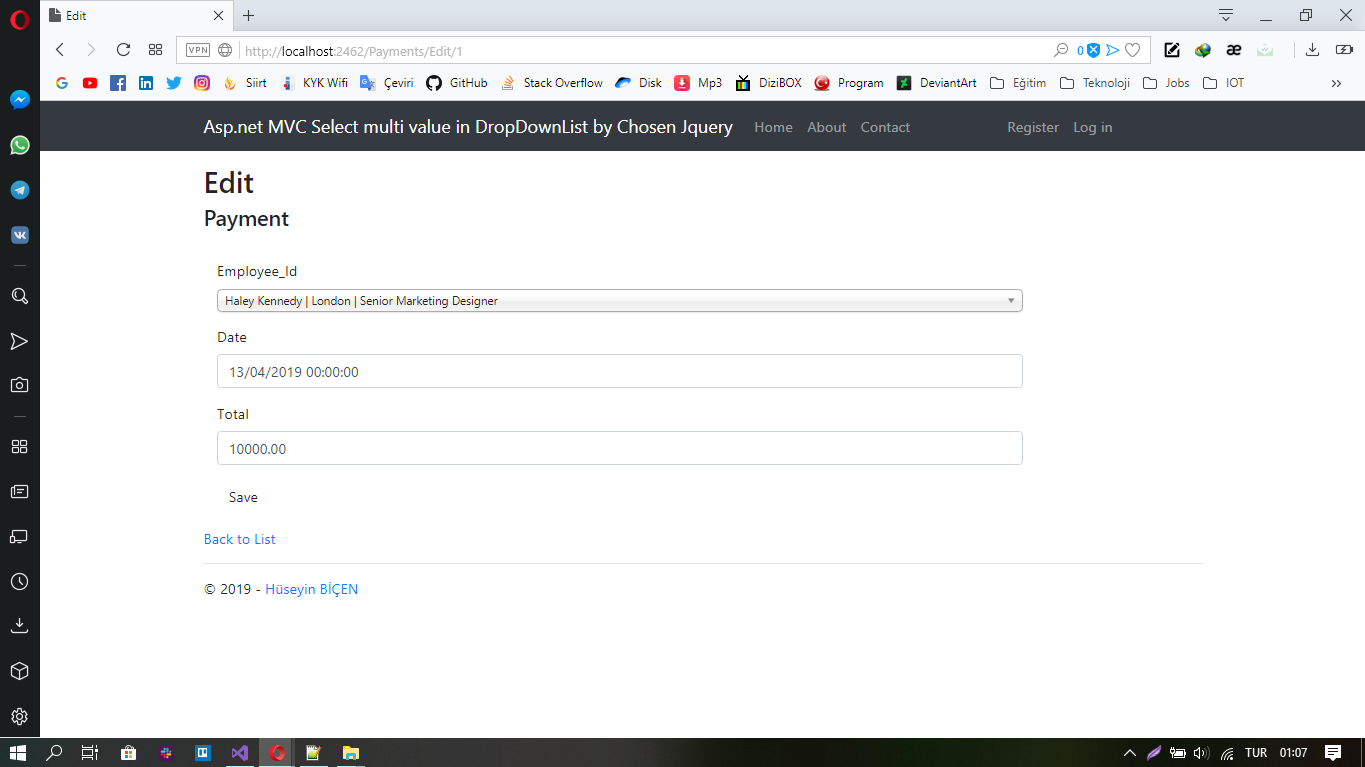 Edit
VPN
http://localhost:2462/Payments/Edit/1
0
Siirt
KYK Wifi
Çeviri
GitHub
Stack Overflow
Disk
Mp3
DiziBOX
Program
DeviantArt
Eğitim
Teknoloji
Jobs
IOT
Asp.net MVC Select multi value in DropDownList by Chosen Jquery
Home
About
Contact
Register
Log in
Edit
Payment
Employee_Id
Haley Kennedy | London | Senior Marketing Designer
Date
13/04/2019 00:00:00
Total
10000.00
Save
Back to List
© 2019 - Hüseyin BİÇEN
TUR
01:07